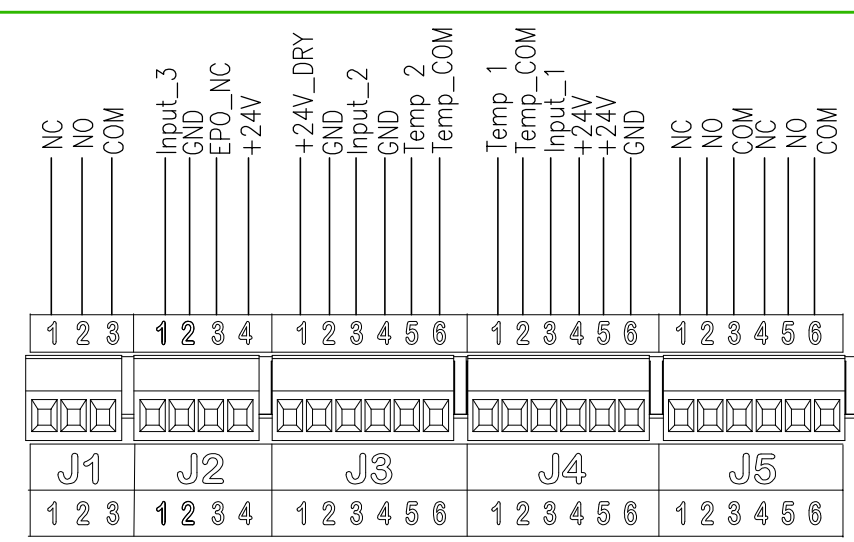 NC NO COM Input_3 GND EPO_NC +24V +24V_DRY GND Input_2 GND Temp 2 Temp_COM Temp 1 Temp_COM Input_1 +24V +24V GND NC NO COM NC NO COM
1 2 3 1 2 3 4 1 2 3 4 5 6 1 2 3 4 5 6 1 2 3 4 5 6
J1 J2 J3 J4 J5
1 2 3 1 2 3 4 1 2 3 4 5 6 1 2 3 4 5 6 1 2 3 4 5 6